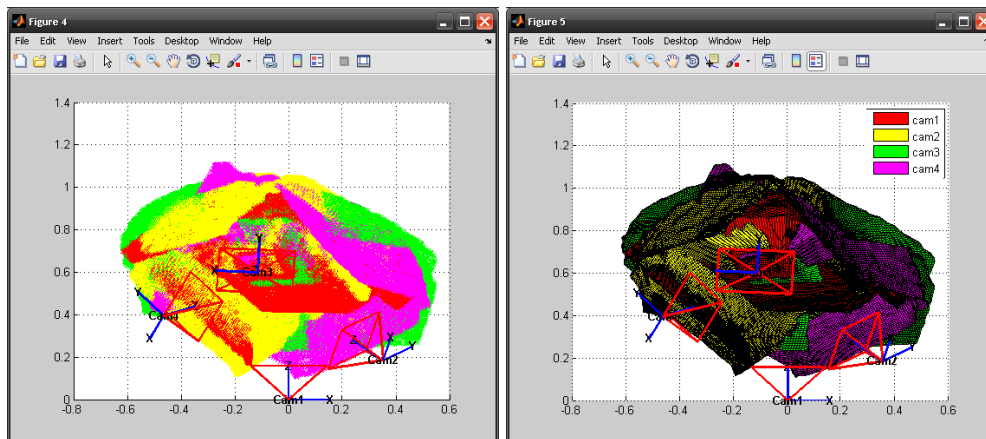 Figure 4
File Edit View Insert Tools Desktop Window Help
1.4
1.2
1
0.8
0.6
0.4
0.2
0
-0.8 -0.6 -0.4 -0.2 0 0.2 0.4 0.6
Y
X
Cam1
Y
Cam4
X
Z
X
Y
Cam2
Z
Cam1
X
Figure 5
File Edit View Insert Tools Desktop Window Help
1.4
1.2
1
0.8
0.6
0.4
0.2
0
-0.8 -0.6 -0.4 -0.2 0 0.2 0.4 0.6
cam1
cam2
cam3
cam4
Y
X
Y
Cam2
Cam1
X